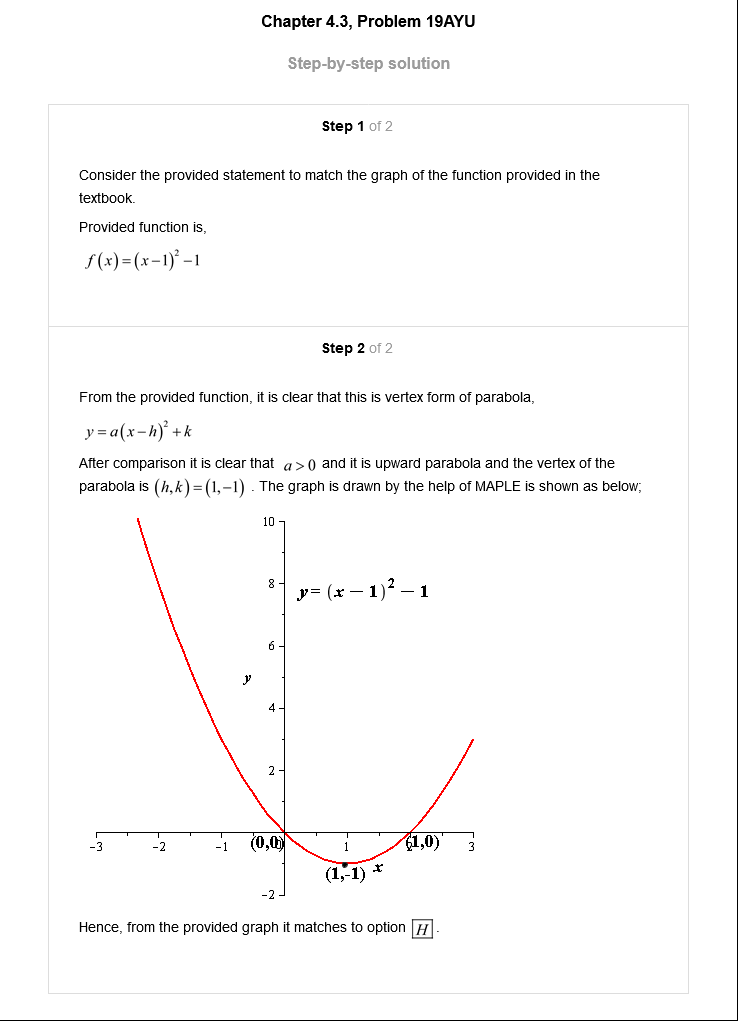 Chapter 4.3, Problem 19AYU
Step-by-step solution
Step 1 of 2
Consider the provided statement to match the graph of the function provided in the
textbook.
Provided function is,
f(x)=(x−1)²−1
Step 2 of 2
From the provided function, it is clear that this is vertex form of parabola,
y=a(x−h)²+k
After comparison it is clear that a>0 and it is upward parabola and the vertex of the
parabola is (h,k)=(1,−1) . The graph is drawn by the help of MAPLE is shown as below;
10
8
y= (x − 1)² − 1
6
y
4
2
-3 -2 -1 (0,0) 1 (1,0) 3
(1,-1) x
-2
Hence, from the provided graph it matches to option H .